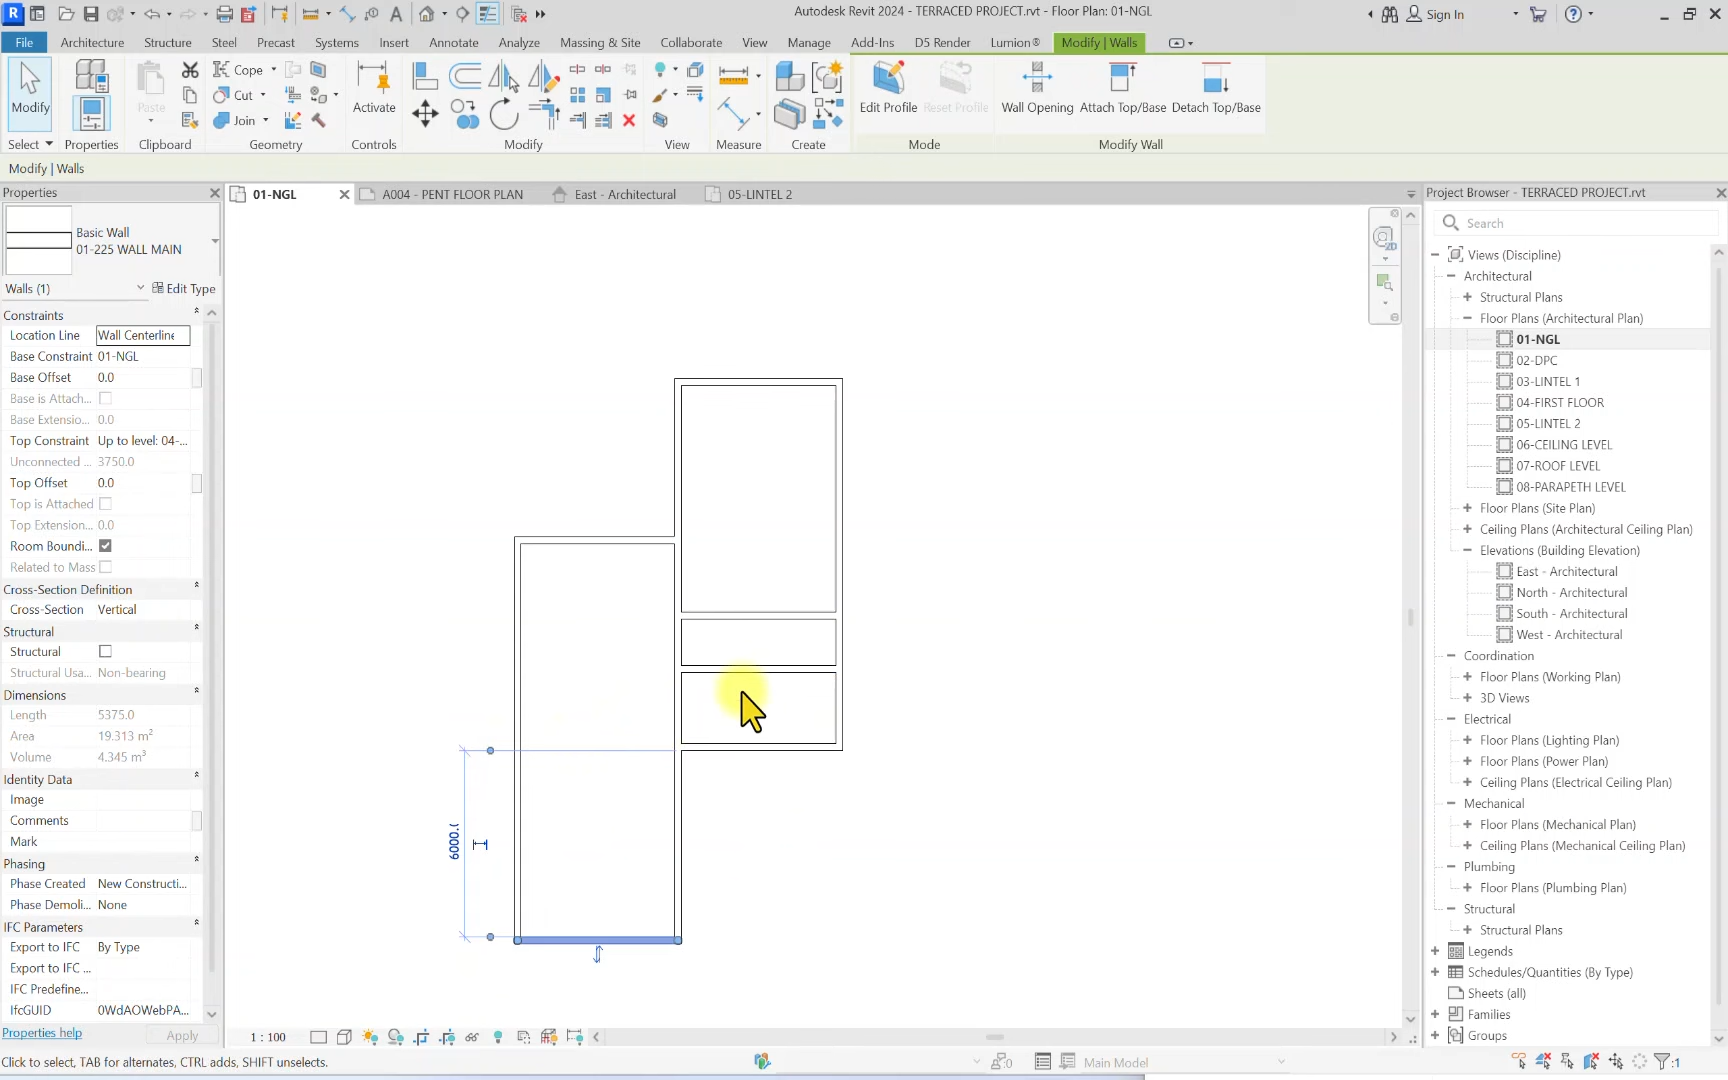 Autodesk Revit 2024 - TERRACED PROJECT.rvt - Floor Plan: 01-NGL
Sign In
File Architecture Structure Steel Precast Systems Insert Annotate Analyze Massing & Site Collaborate View Manage Add-Ins D5 Render Lumion® Modify | Walls
Modify
Paste
Cope
Cut
Join
Activate
Edit Profile Reset Profile Wall Opening Attach Top/Base Detach Top/Base
Select Properties Clipboard Geometry Controls Modify View Measure Create Mode Modify Wall
Modify | Walls
Properties
01-NGL A004 - PENT FLOOR PLAN East - Architectural 05-LINTEL 2
Project Browser - TERRACED PROJECT.rvt
Basic Wall
01-225 WALL MAIN
Walls (1) Edit Type
Constraints
Location Line Wall Centerline
Base Constraint 01-NGL
Base Offset 0.0
Base is Attach...
Base Extensio... 0.0
Top Constraint Up to level: 04-...
Unconnected ... 3750.0
Top Offset 0.0
Top is Attached
Top Extension... 0.0
Room Boundi...
Related to Mass
Cross-Section Definition
Cross-Section Vertical
Structural
Structural
Structural Usa... Non-bearing
Dimensions
Length 5375.0
Area 19.313 m²
Volume 4.345 m³
Identity Data
Image
Comments
Mark
Phasing
Phase Created New Constructi...
Phase Demoli... None
IFC Parameters
Export to IFC By Type
Export to IFC ...
IFC Predefine...
IfcGUID 0WdAOWebPA...
Properties help Apply
6000.0
Search
Views (Discipline)
Architectural
Structural Plans
Floor Plans (Architectural Plan)
01-NGL
02-DPC
03-LINTEL 1
04-FIRST FLOOR
05-LINTEL 2
06-CEILING LEVEL
07-ROOF LEVEL
08-PARAPETH LEVEL
Floor Plans (Site Plan)
Ceiling Plans (Architectural Ceiling Plan)
Elevations (Building Elevation)
East - Architectural
North - Architectural
South - Architectural
West - Architectural
Coordination
Floor Plans (Working Plan)
3D Views
Electrical
Floor Plans (Lighting Plan)
Floor Plans (Power Plan)
Ceiling Plans (Electrical Ceiling Plan)
Mechanical
Floor Plans (Mechanical Plan)
Ceiling Plans (Mechanical Ceiling Plan)
Plumbing
Floor Plans (Plumbing Plan)
Structural
Structural Plans
Legends
Schedules/Quantities (By Type)
Sheets (all)
Families
Groups
1 : 100
Click to select, TAB for alternates, CTRL adds, SHIFT unselects.
:0
Main Model
:1